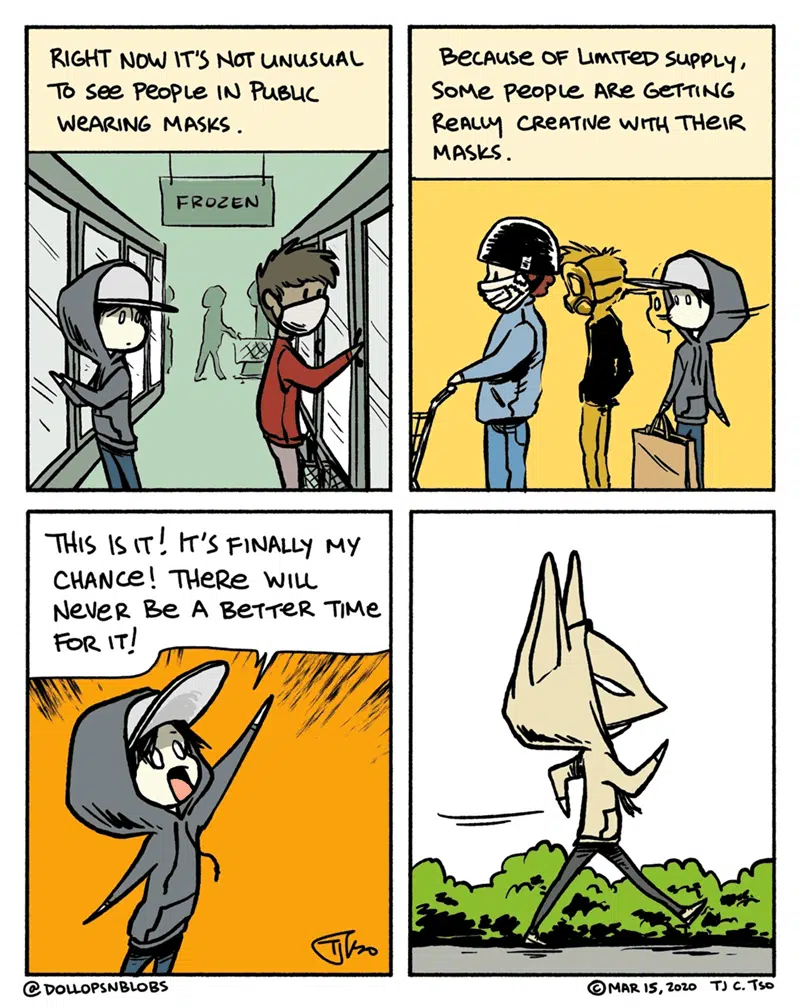 RIGHT NOW IT'S NOT UNUSUAL
TO SEE PEOPLE IN PUBLIC
WEARING MASKS.
FROZEN
BECAUSE OF LIMITED SUPPLY,
SOME PEOPLE ARE GETTING
REALLY CREATIVE WITH THEIR
MASKS.
THIS IS IT! IT'S FINALLY MY
CHANCE! THERE WILL
NEVER BE A BETTER TIME
FOR IT!
TJTSO
@DOLLOPSNBLOBS
© MAR 15, 2020 TJ C. TSO